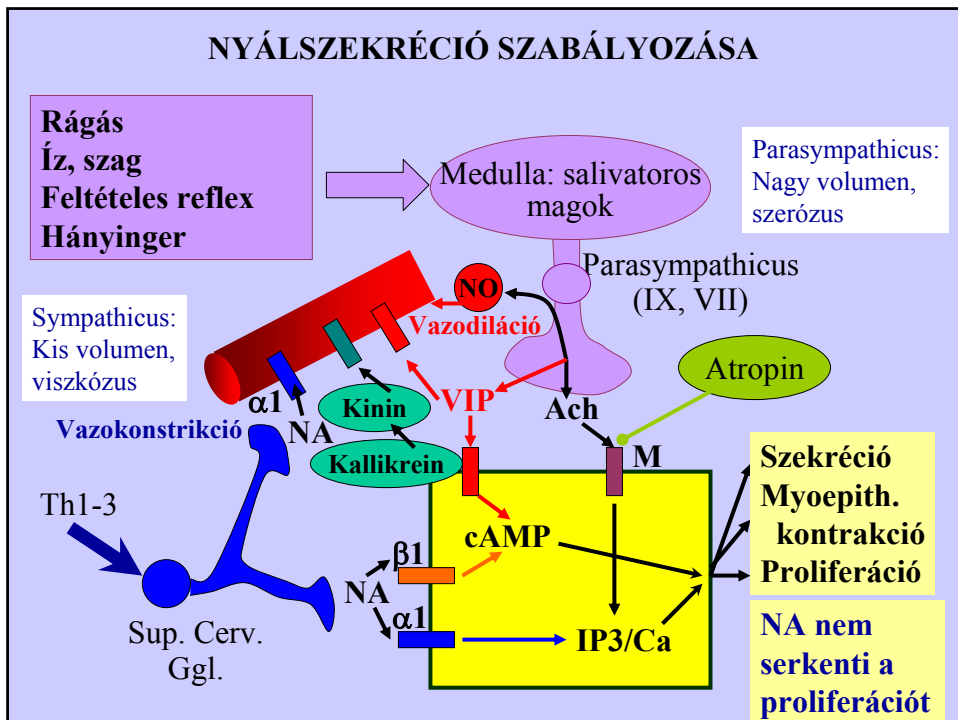 NYÁLSZEKRÉCIÓ SZABÁLYOZÁSA
Rágás
Íz, szag
Feltételes reflex
Hányinger
Medulla: salivatoros
magok
Parasympathicus:
Nagy volumen,
szerózus
Parasympathicus
(IX, VII)
NO
Vazodiláció
Sympathicus:
Kis volumen,
viszkózus
Atropin
α1
Kinin
VIP
Ach
Vazokonstrikció
NA
Kallikrein
M
Szekréció
Myoepith.
kontrakció
Proliferáció
Th1-3
cAMP
β1
NA
α1
IP3/Ca
Sup. Cerv.
Ggl.
NA nem
serkenti a
proliferációt